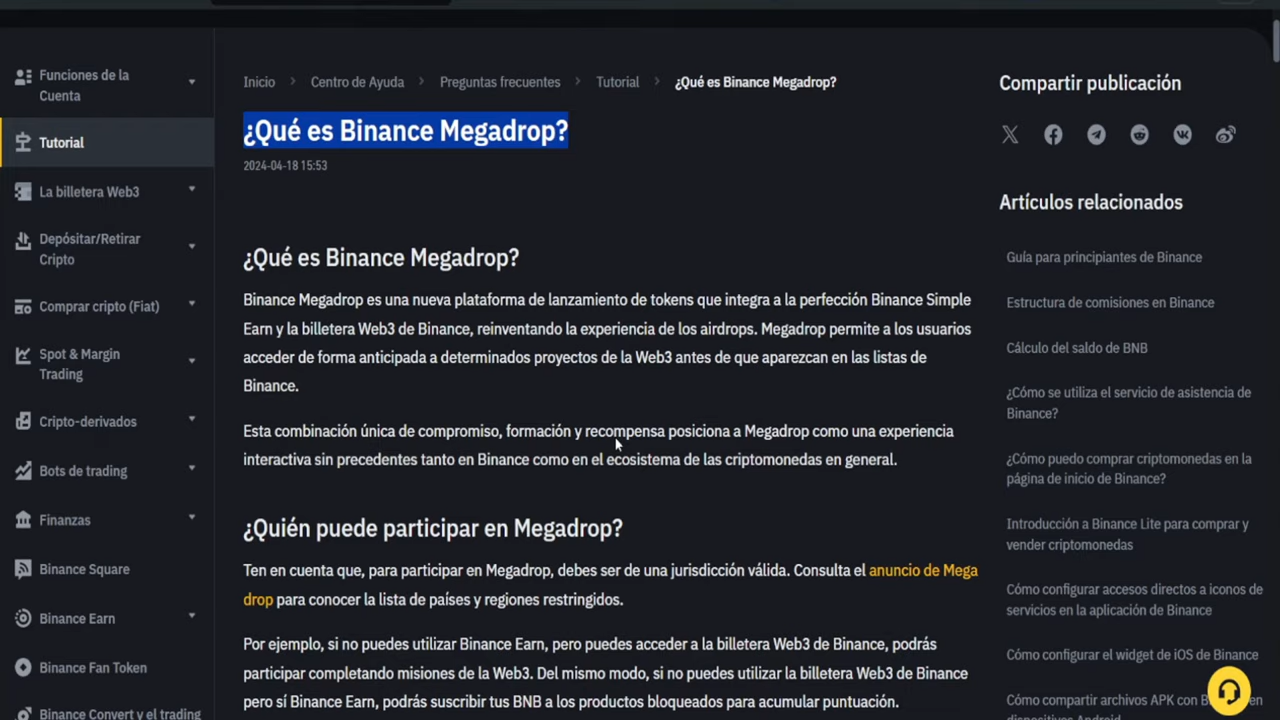 Funciones de la
Cuenta
Tutorial
La billetera Web3
Depósitar/Retirar
Cripto
Comprar cripto (Fiat)
Spot & Margin
Trading
Cripto-derivados
Bots de trading
Finanzas
Binance Square
Binance Earn
Binance Fan Token
Binance Convert y el trading
Inicio > Centro de Ayuda > Preguntas frecuentes > Tutorial > ¿Qué es Binance Megadrop?
¿Qué es Binance Megadrop?
2024-04-18 15:53
¿Qué es Binance Megadrop?
Binance Megadrop es una nueva plataforma de lanzamiento de tokens que integra a la perfección Binance Simple
Earn y la billetera Web3 de Binance, reinventando la experiencia de los airdrops. Megadrop permite a los usuarios
acceder de forma anticipada a determinados proyectos de la Web3 antes de que aparezcan en las listas de
Binance.
Esta combinación única de compromiso, formación y recompensa posiciona a Megadrop como una experiencia
interactiva sin precedentes tanto en Binance como en el ecosistema de las criptomonedas en general.
¿Quién puede participar en Megadrop?
Ten en cuenta que, para participar en Megadrop, debes ser de una jurisdicción válida. Consulta el anuncio de Mega
drop para conocer la lista de países y regiones restringidos.
Por ejemplo, si no puedes utilizar Binance Earn, pero puedes acceder a la billetera Web3 de Binance, podrás
participar completando misiones de la Web3. Del mismo modo, si no puedes utilizar la billetera Web3 de Binance
pero sí Binance Earn, podrás suscribir tus BNB a los productos bloqueados para acumular puntuación.
Compartir publicación
Artículos relacionados
Guía para principiantes de Binance
Estructura de comisiones en Binance
Cálculo del saldo de BNB
¿Cómo se utiliza el servicio de asistencia de
Binance?
¿Cómo puedo comprar criptomonedas en la
página de inicio de Binance?
Introducción a Binance Lite para comprar y
vender criptomonedas
Cómo configurar accesos directos a iconos de
servicios en la aplicación de Binance
Cómo configurar el widget de iOS de Binance
Cómo compartir archivos APK con en
dispositivos Android